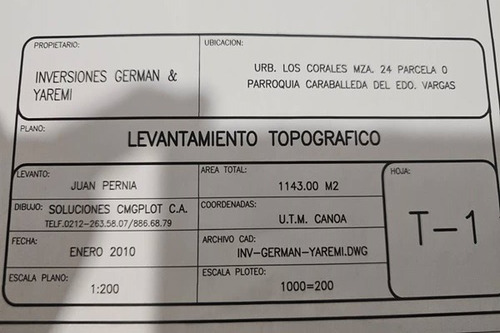 PROPIETARIO:
INVERSIONES GERMAN &
YAREMI
UBICACION:
URB. LOS CORALES MZA. 24 PARCELA 0
PARROQUIA CARABALLEDA DEL EDO. VARGAS
PLANO:
LEVANTAMIENTO TOPOGRAFICO
LEVANTO:
JUAN PERNIA
AREA TOTAL:
1143.00 M2
HOJA:
T-1
DIBUJO: SOLUCIONES CMGPLOT C.A.
TELF.0212-263.58.07/886.68.79
COORDENADAS:
U.T.M. CANOA
FECHA:
ENERO 2010
ARCHIVO CAD:
INV-GERMAN-YAREMI.DWG
ESCALA PLANO:
1:200
ESCALA PLOTEO:
1000=200